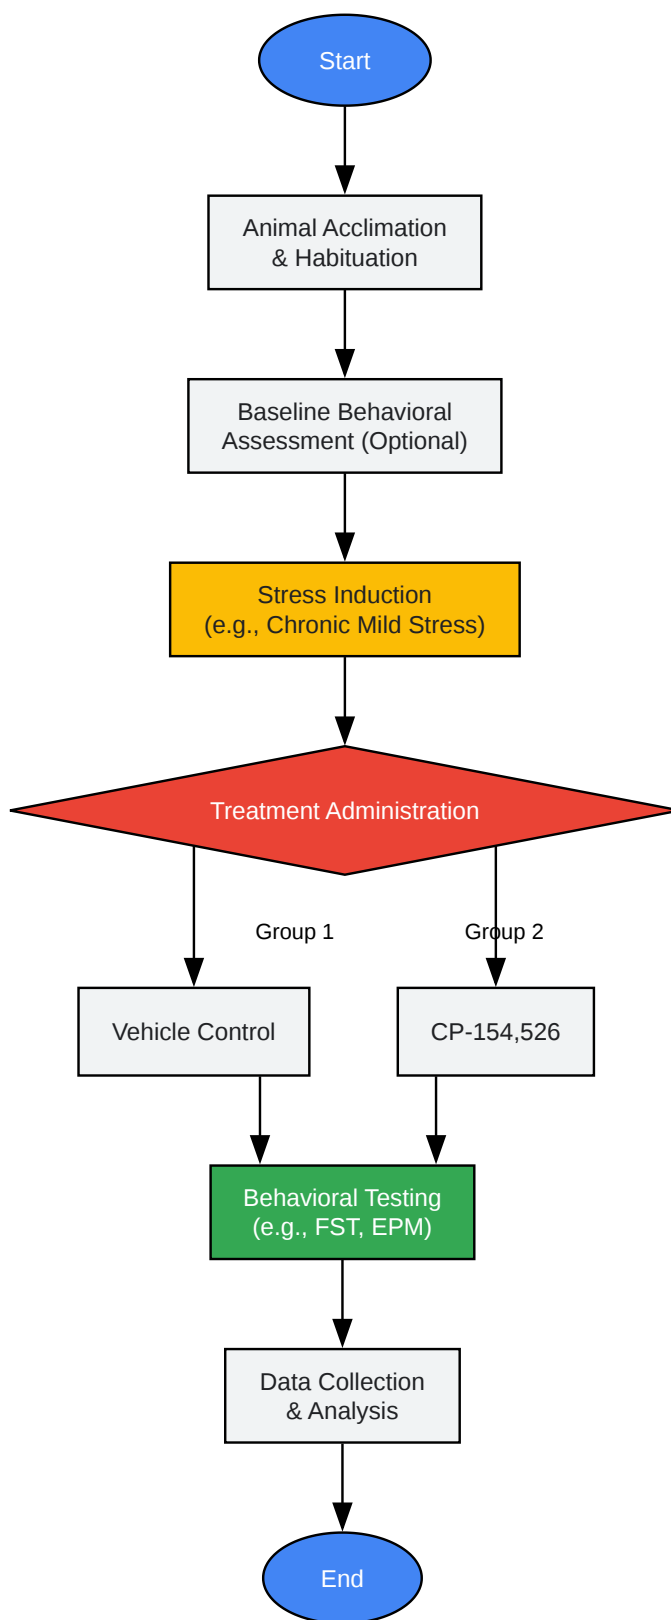 Start
Animal Acclimation
& Habituation
Baseline Behavioral
Assessment (Optional)
Stress Induction
(e.g., Chronic Mild Stress)
Treatment Administration
Group 1
Group 2
Vehicle Control
CP-154,526
Behavioral Testing
(e.g., FST, EPM)
Data Collection
& Analysis
End